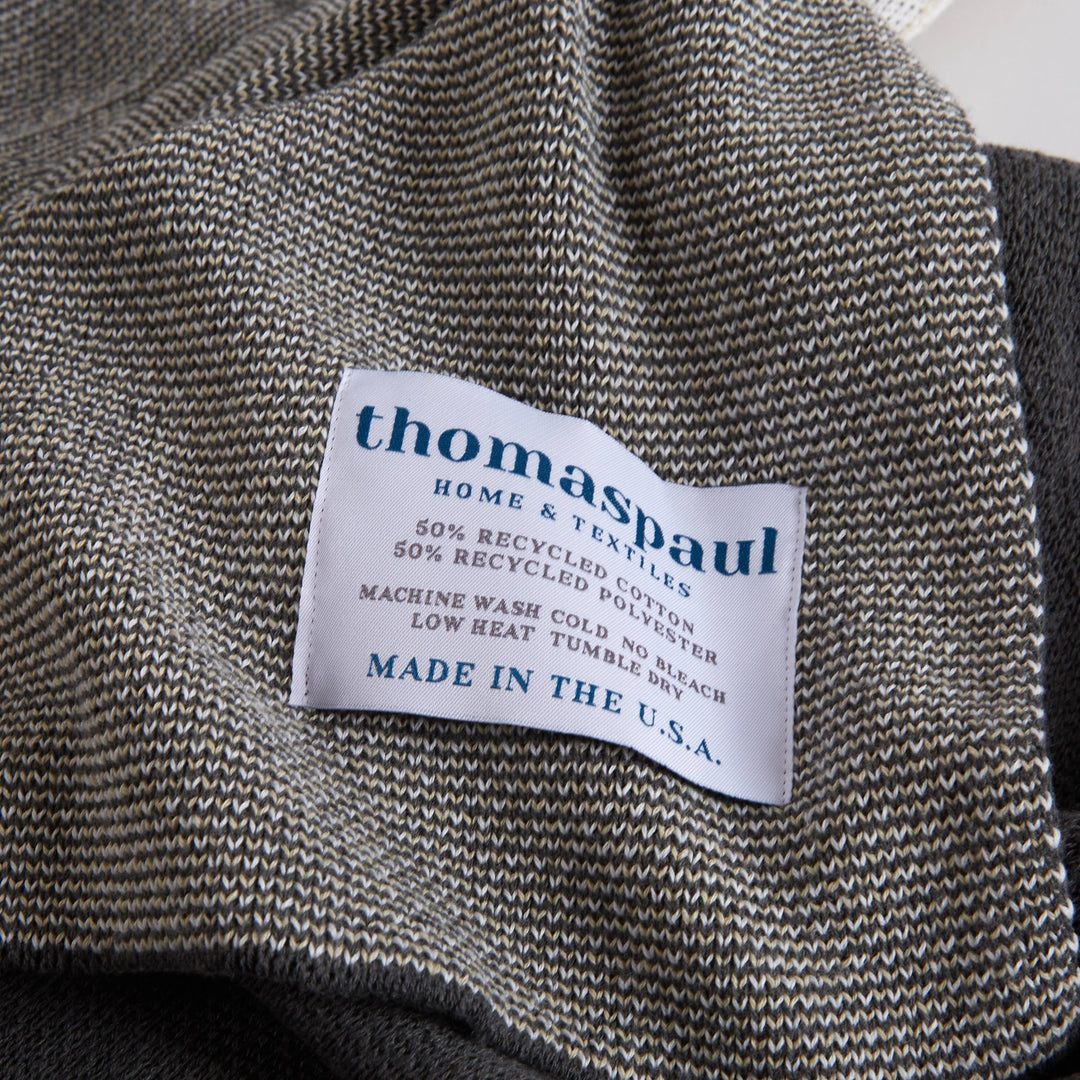 thomaspaul
HOME & TEXTILES
50% RECYCLED COTTON
50% RECYCLED POLYESTER
MACHINE WASH COLD NO BLEACH
LOW HEAT TUMBLE DRY
MADE IN THE U.S.A.